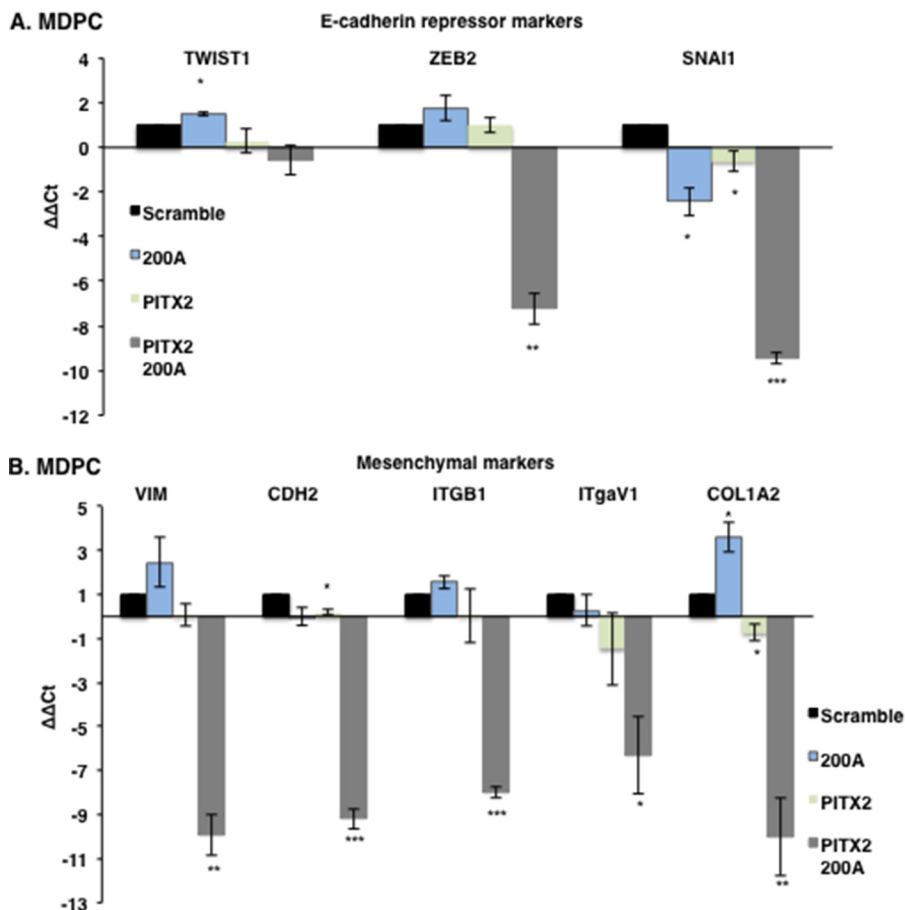 A. MDPC
E-cadherin repressor markers
TWIST1
ZEB2
SNAI1
4
2
0
-2
-4
-6
-8
-10
-12
ΔΔCt
*
**
*
*
***
Scramble
200A
PITX2
PITX2
200A
B. MDPC
Mesenchymal markers
VIM
CDH2
ITGB1
ITgaV1
COL1A2
5
3
1
-1
-3
-5
-7
-9
-11
-13
ΔΔCt
**
*
***
***
*
*
*
**
Scramble
200A
PITX2
PITX2
200A